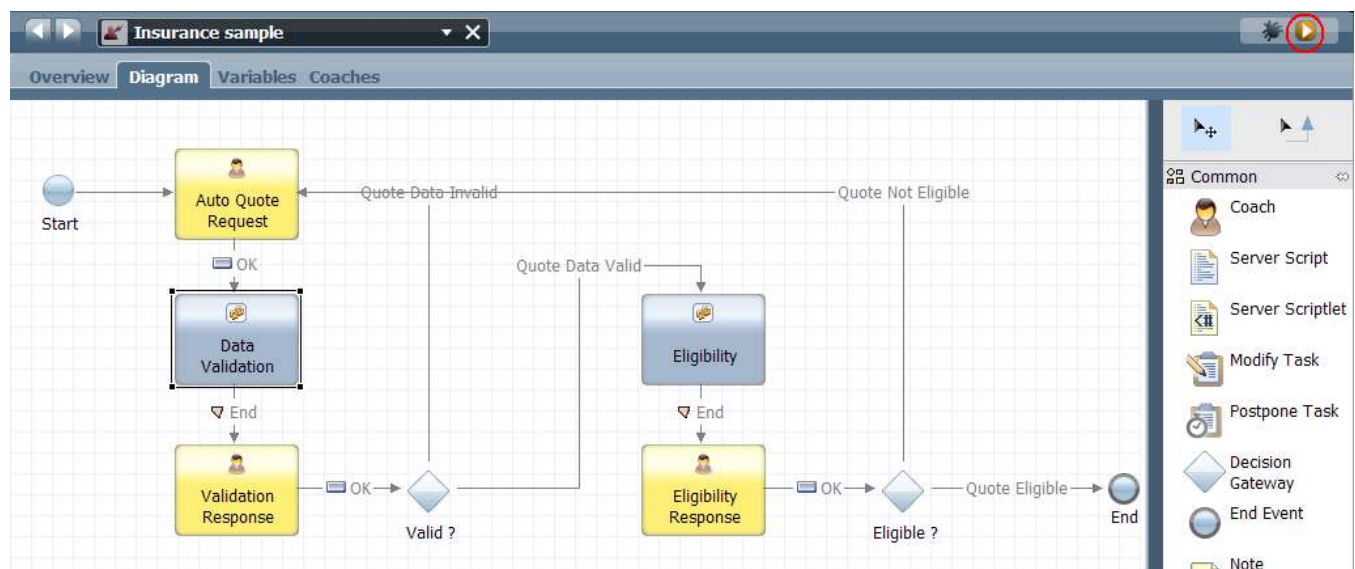 Insurance sample
Overview Diagram Variables Coaches
Start
Auto Quote
Request
Quote Data Invalid
Quote Not Eligible
OK
Quote Data Valid
Data
Validation
Eligibility
End
End
Validation
Response
OK
Valid ?
Eligibility
Response
OK
Eligible ?
Quote Eligible
End
Common
Coach
Server Script
Server Scriptlet
Modify Task
Postpone Task
Decision
Gateway
End Event
Note